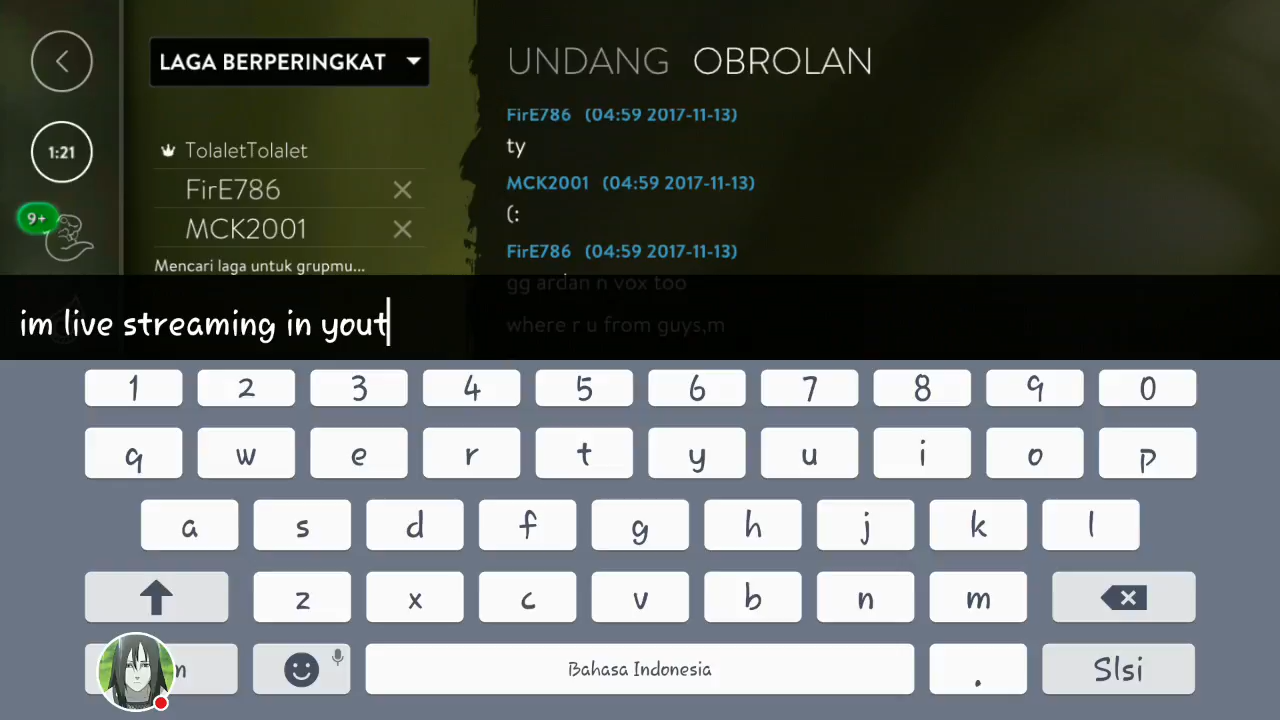 LAGA BERPERINGKAT
UNDANG OBROLAN
1:21
TolaletTolalet
FirE786
MCK2001
9+
Mencari laga untuk grupmu...
FirE786 (04:59 2017-11-13)
ty
MCK2001 (04:59 2017-11-13)
(:
FirE786 (04:59 2017-11-13)
gg ardan n vox too
where r u from guys,m
im live streaming in yout
1 2 3 4 5 6 7 8 9 0
q w e r t y u i o p
a s d f g h j k l
z x c v b n m
Bahasa Indonesia
.
Slsi